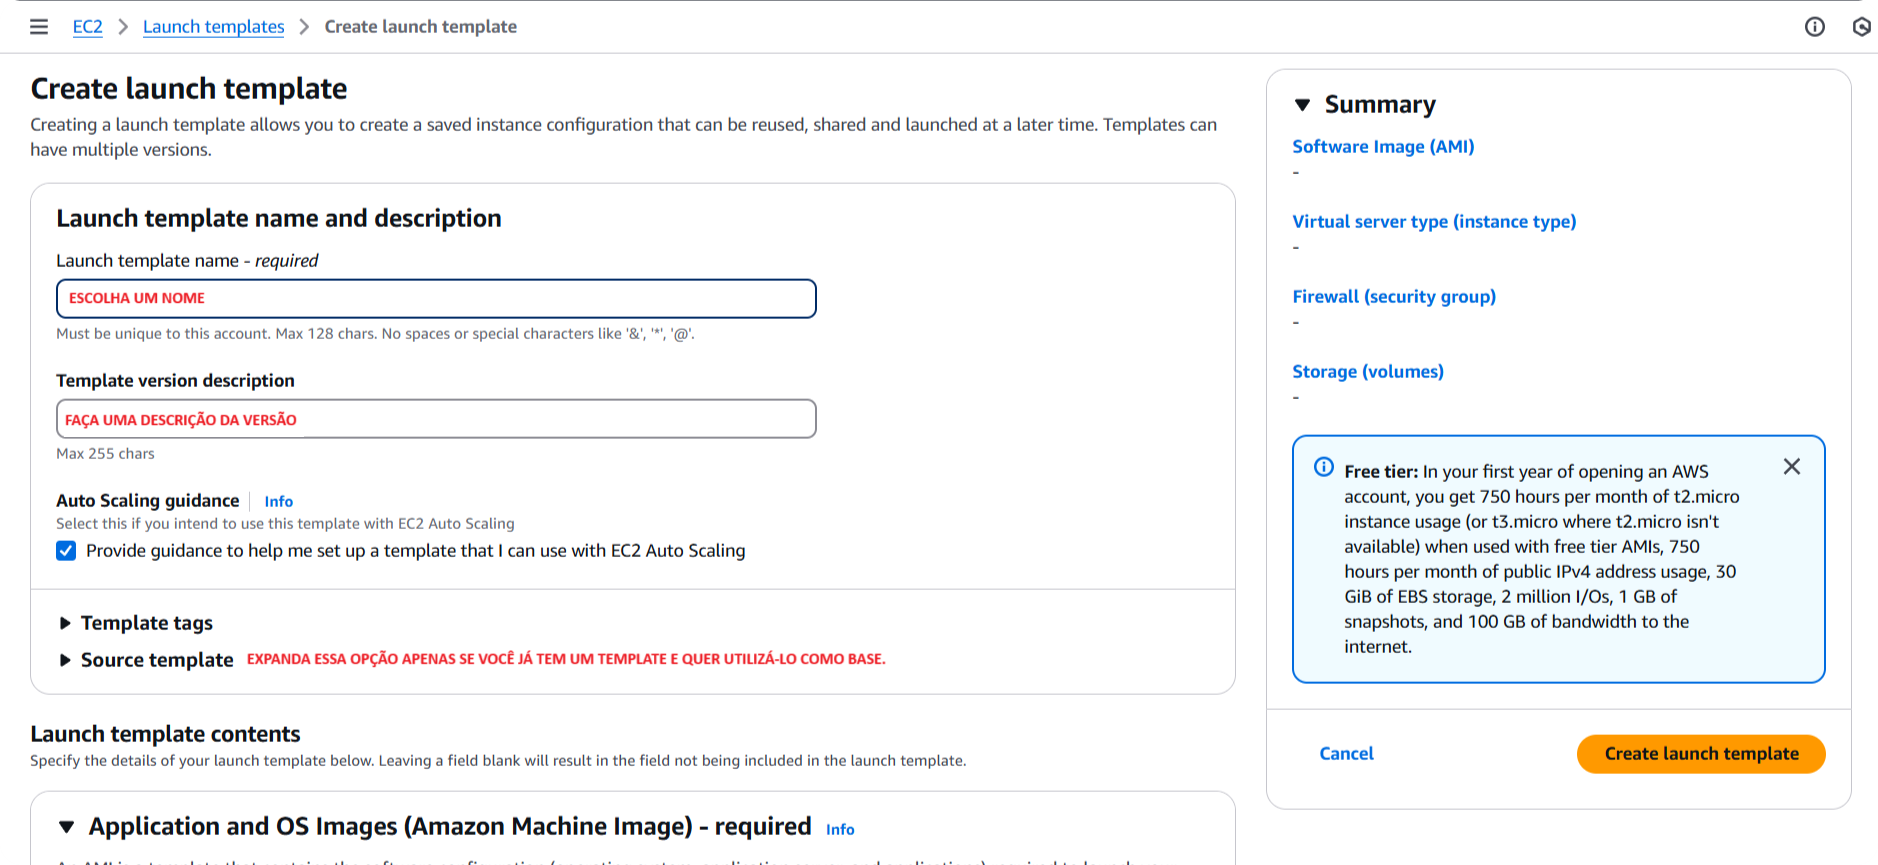 EC2 > Launch templates > Create launch template
Create launch template
Creating a launch template allows you to create a saved instance configuration that can be reused, shared and launched at a later time. Templates can
have multiple versions.
Launch template name and description
Launch template name - required
ESCOLHA UM NOME
Must be unique to this account. Max 128 chars. No spaces or special characters like '&', '*', '@'.
Template version description
FAÇA UMA DESCRIÇÃO DA VERSÃO
Max 255 chars
Auto Scaling guidance Info
Select this if you intend to use this template with EC2 Auto Scaling
Provide guidance to help me set up a template that I can use with EC2 Auto Scaling
Template tags
Source template EXPANDA ESSA OPÇÃO APENAS SE VOCÊ JÁ TEM UM TEMPLATE E QUER UTILIZÁ-LO COMO BASE.
Launch template contents
Specify the details of your launch template below. Leaving a field blank will result in the field not being included in the launch template.
Application and OS Images (Amazon Machine Image) - required Info
Summary
Software Image (AMI)
-
Virtual server type (instance type)
-
Firewall (security group)
-
Storage (volumes)
-
Free tier: In your first year of opening an AWS
account, you get 750 hours per month of t2.micro
instance usage (or t3.micro where t2.micro isn't
available) when used with free tier AMIs, 750
hours per month of public IPv4 address usage, 30
GiB of EBS storage, 2 million I/Os, 1 GB of
snapshots, and 100 GB of bandwidth to the
internet.
Cancel
Create launch template